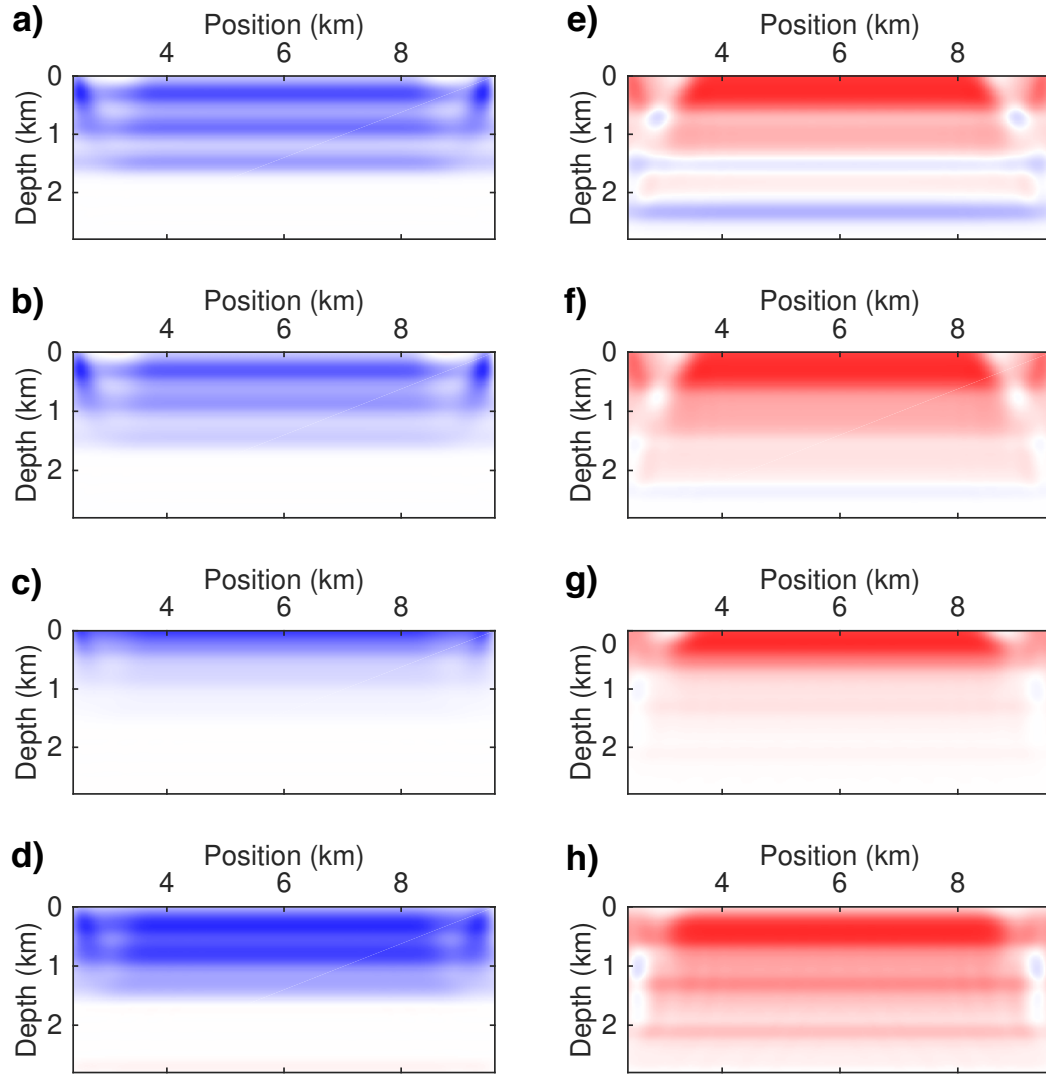 a)
Position (km)
4 6 8
0
1
2
Depth (km)
e)
Position (km)
4 6 8
0
1
2
Depth (km)
b)
Position (km)
4 6 8
0
1
2
Depth (km)
f)
Position (km)
4 6 8
0
1
2
Depth (km)
c)
Position (km)
4 6 8
0
1
2
Depth (km)
g)
Position (km)
4 6 8
0
1
2
Depth (km)
d)
Position (km)
4 6 8
0
1
2
Depth (km)
h)
Position (km)
4 6 8
0
1
2
Depth (km)